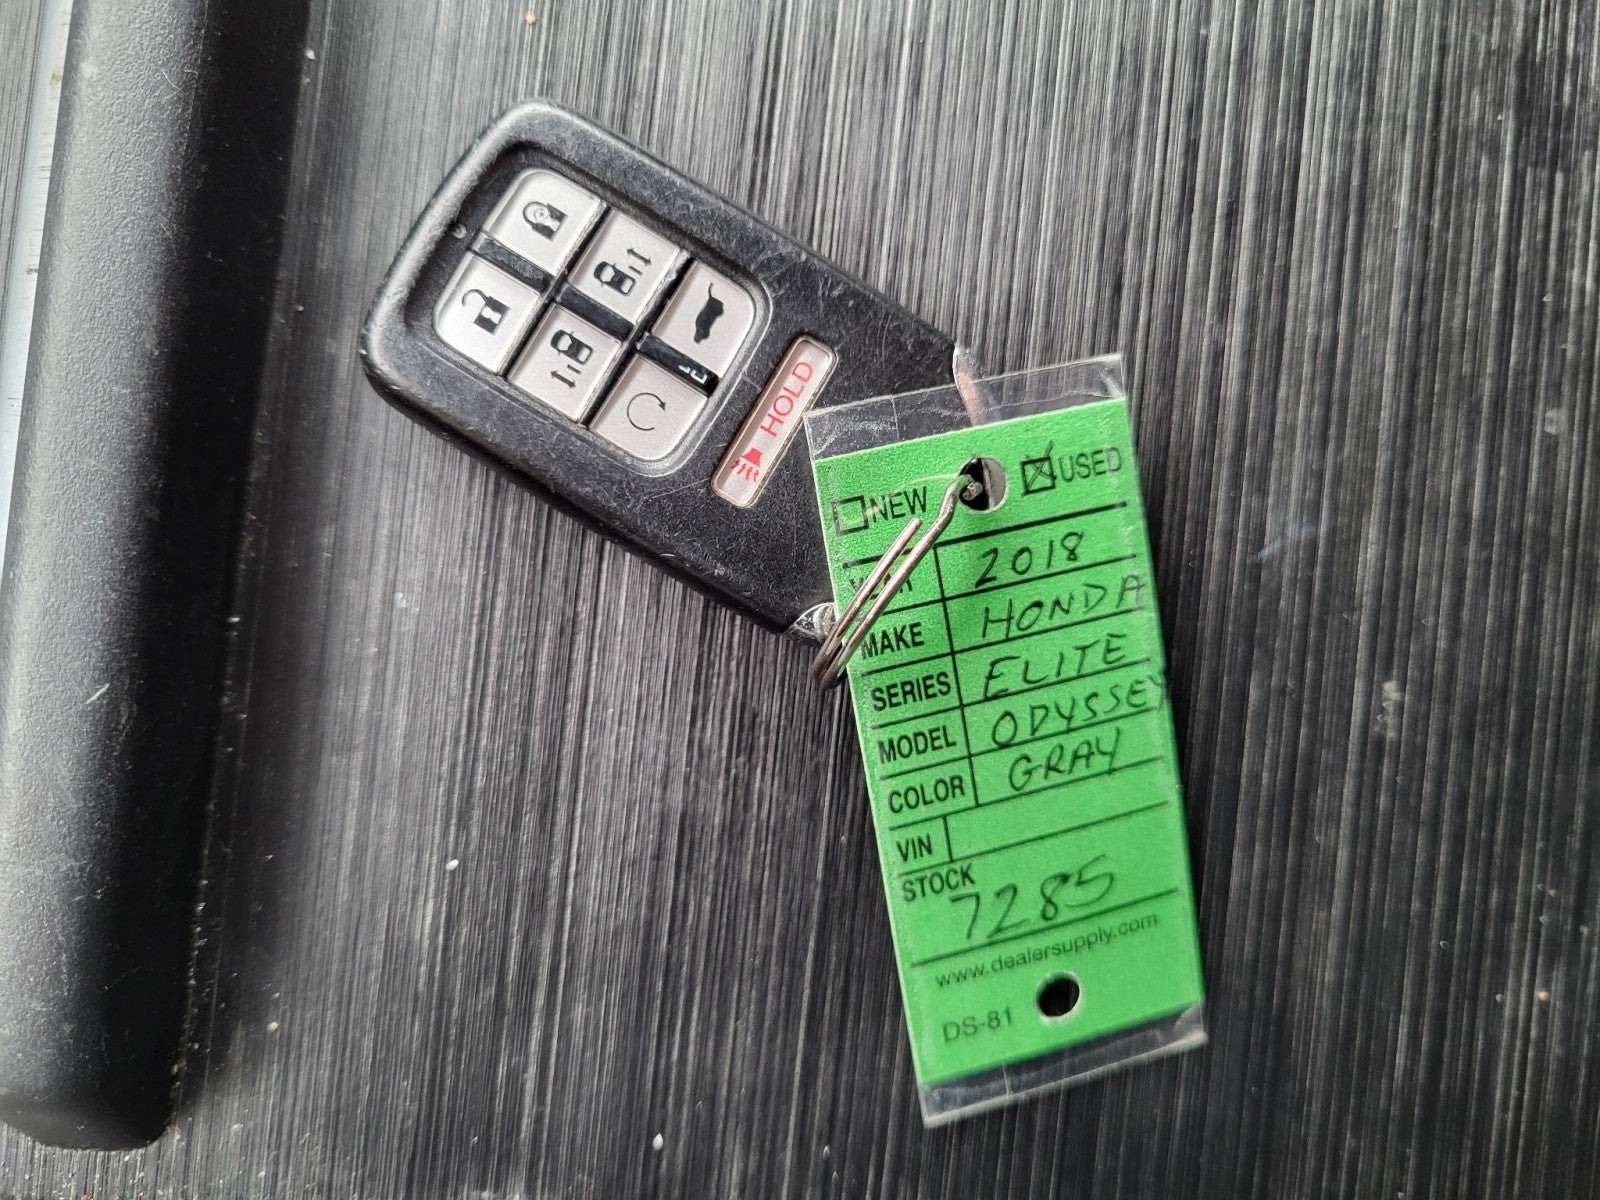 HOLD
NEW USED
YEAR 2018
MAKE HONDA
SERIES ELITE
MODEL ODYSSEY
COLOR GRAY
VIN
STOCK
7285
www.dealersupply.com
DS-81